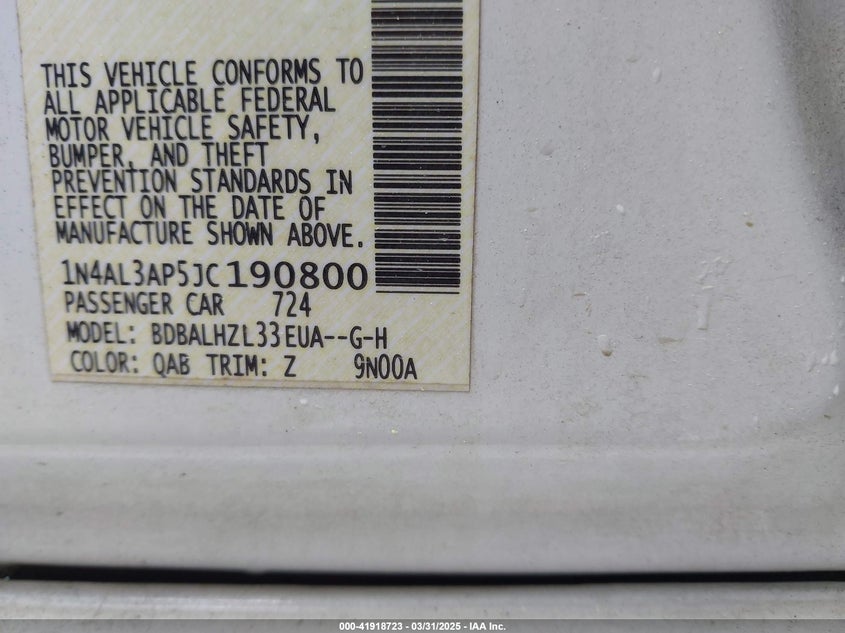 THIS VEHICLE CONFORMS TO
ALL APPLICABLE FEDERAL
MOTOR VEHICLE SAFETY,
BUMPER, AND THEFT
PREVENTION STANDARDS IN
EFFECT ON THE DATE OF
MANUFACTURE SHOWN ABOVE.
1N4AL3AP5JC190800
PASSENGER CAR 724
MODEL: BDBALHZL33EUA--G-H
COLOR: QAB TRIM: Z 9N00A
000-41918723 - 03/31/2025 - IAA Inc.